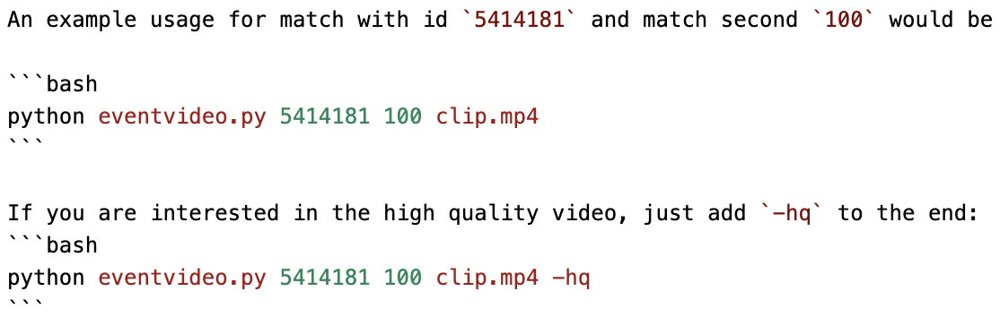 An example usage for match with id `5414181` and match second `100` would be
```bash
python eventvideo.py 5414181 100 clip.mp4
```
If you are interested in the high quality video, just add `-hq` to the end:
```bash
python eventvideo.py 5414181 100 clip.mp4 -hq
```